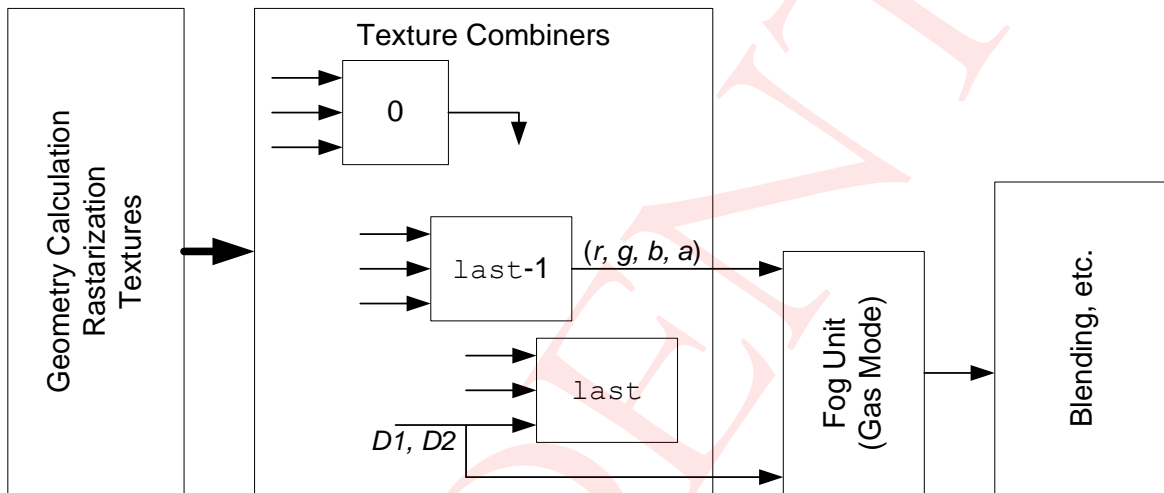 Geometry Calculation
Rastarization
Textures
Texture Combiners
0
last-1
(r, g, b, a)
last
D1, D2
Fog Unit
(Gas Mode)
Blending, etc.